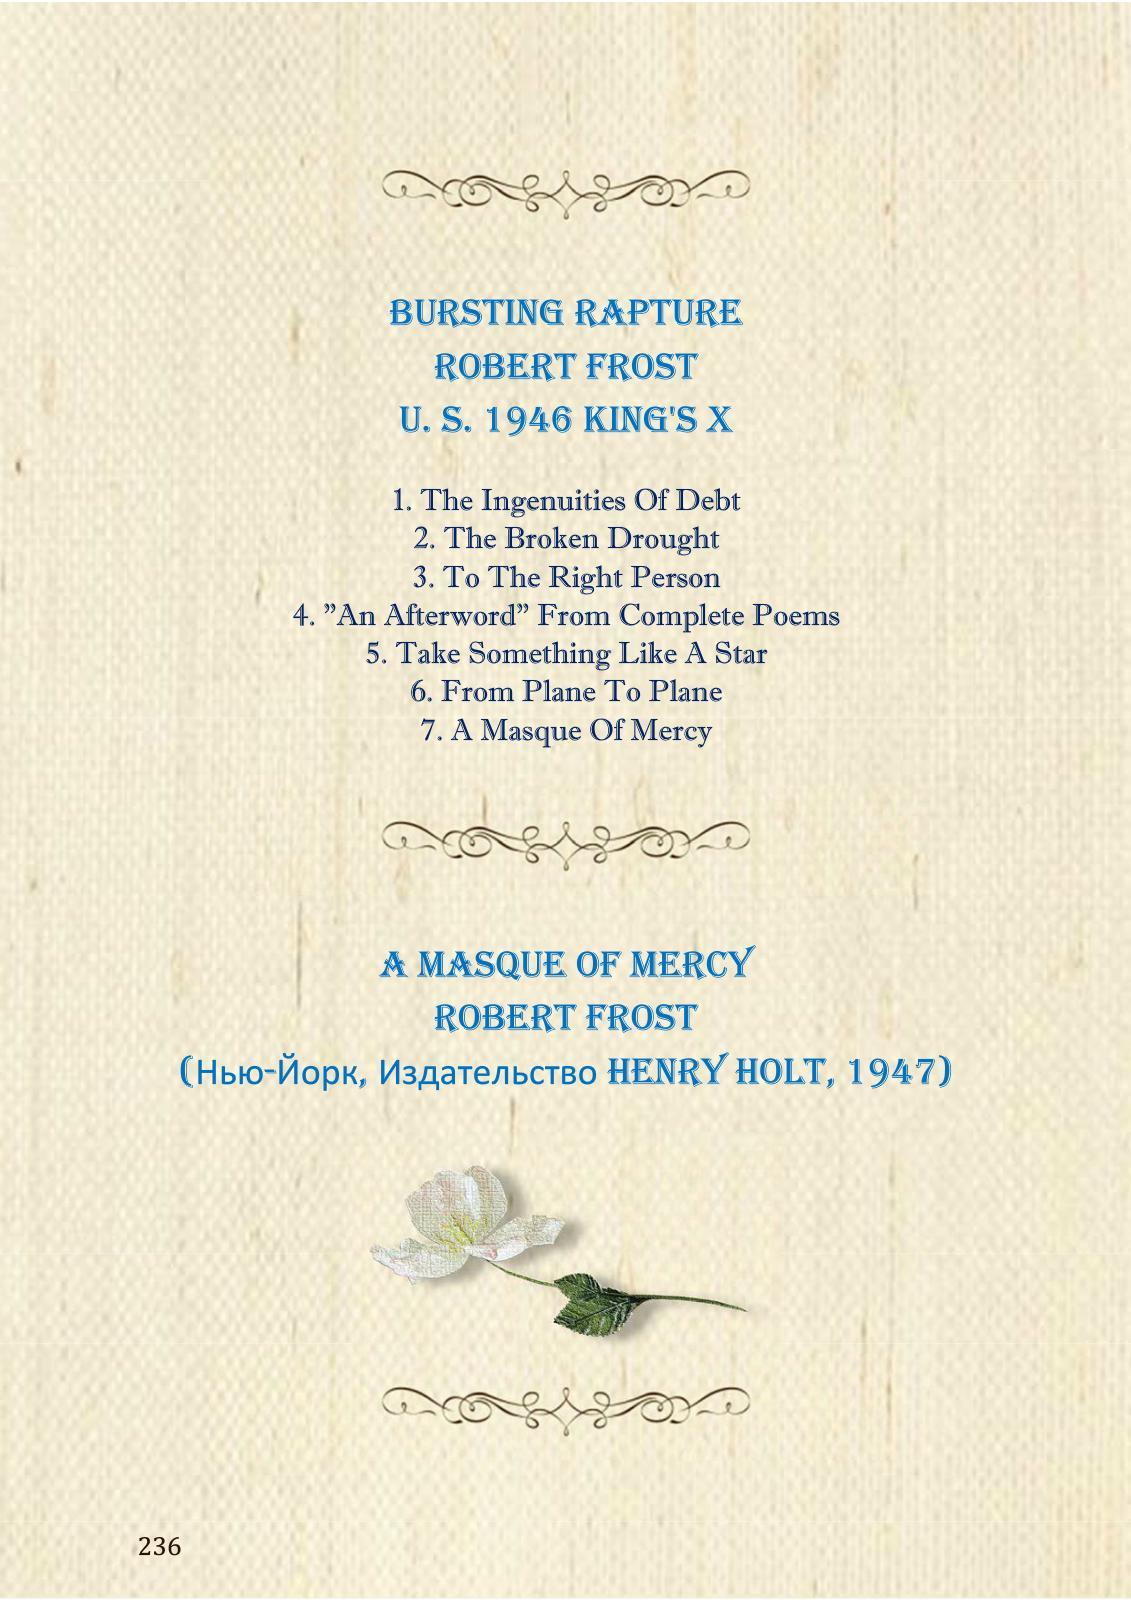 BURSTING RAPTURE
ROBERT FROST
U. S. 1946 KING'S X
1. The Ingenuities Of Debt
2. The Broken Drought
3. To The Right Person
4. ”An Afterword” From Complete Poems
5. Take Something Like A Star
6. From Plane To Plane
7. A Masque Of Mercy
A MASQUE OF MERCY
ROBERT FROST
(Нью-Йорк, Издательство HENRY HOLT, 1947)
236